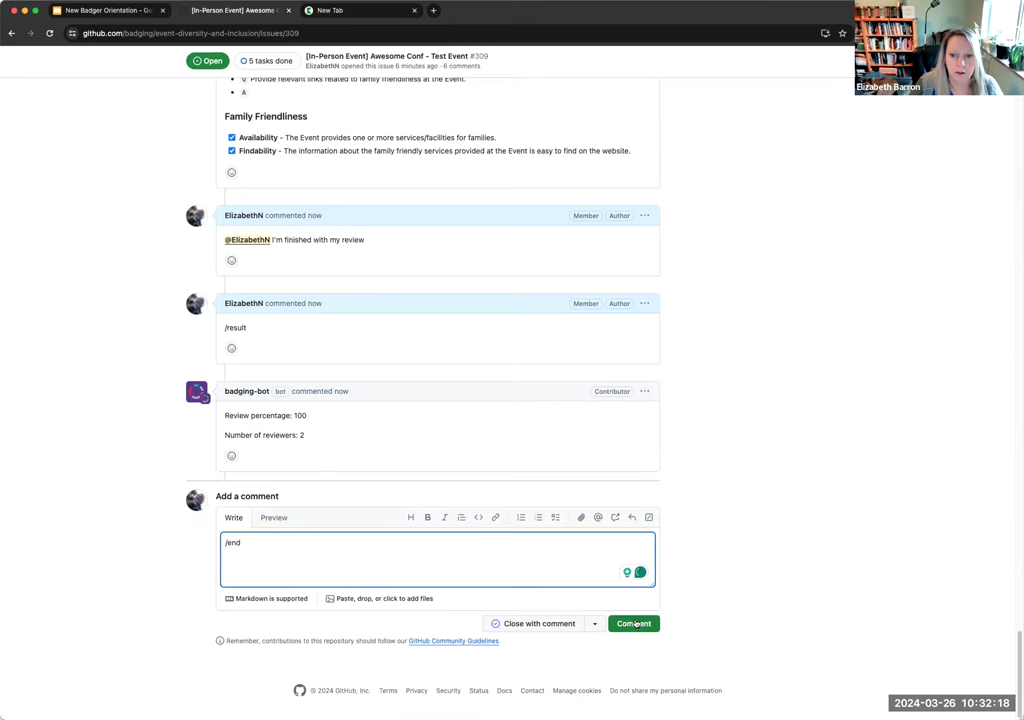 New Badger Orientation - Go
[In-Person Event] Awesome C
New Tab
github.com/badging/event-diversity-and-inclusion/issues/309
Open
5 tasks done
[In-Person Event] Awesome Conf - Test Event #309
ElizabethN opened this issue 6 minutes ago · 6 comments
Elizabeth Barron
Q Provide relevant links related to family friendliness at the Event.
A
Family Friendliness
Availability - The Event provides one or more services/facilities for families.
Findability - The information about the family friendly services provided at the Event is easy to find on the website.
ElizabethN commented now
Member
Author
@ElizabethN I'm finished with my review
ElizabethN commented now
Member
Author
/result
badging-bot bot commented now
Contributor
Review percentage: 100
Number of reviewers: 2
Add a comment
Write
Preview
/end
Markdown is supported
Paste, drop, or click to add files
Close with comment
Comment
Remember, contributions to this repository should follow our GitHub Community Guidelines.
© 2024 GitHub, Inc. Terms Privacy Security Status Docs Contact Manage cookies Do not share my personal information
2024-03-26 10:32:18